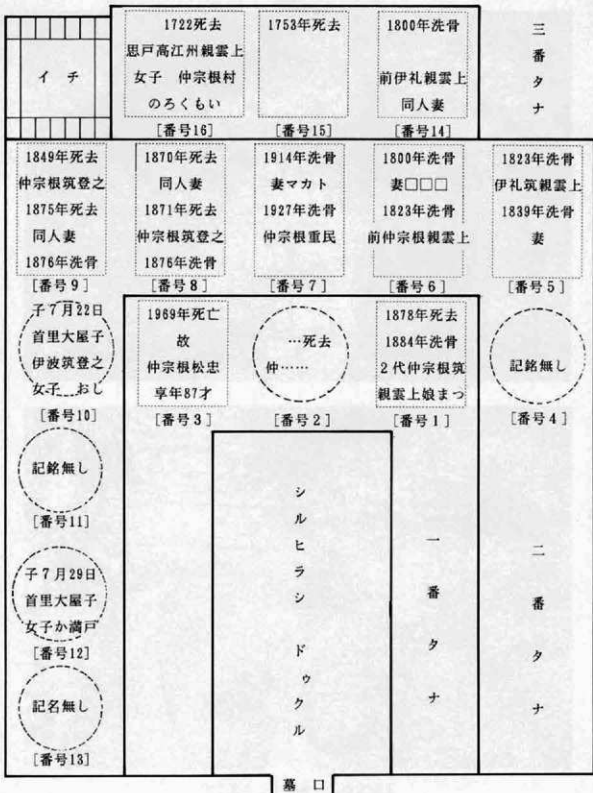 イチ
1722死去
思戸高江州親雲上
女子 仲宗根村
のろくもい
[番号16]
1753年死去
[番号15]
1800年洗骨
前伊礼親雲上
同人妻
[番号14]
三番タナ
1849年死去
仲宗根筑登之
1875年死去
同人妻
1876年洗骨
[番号9]
1870年死去
同人妻
1871年死去
仲宗根筑登之
1876年洗骨
[番号8]
1914年洗骨
妻マカト
1927年洗骨
仲宗根重民
[番号7]
1800年洗骨
妻□□□
1823年洗骨
前仲宗根親雲上
[番号6]
1823年洗骨
伊礼筑親雲上
1839年洗骨
妻
[番号5]
子7月22日
首里大屋子
伊波筑登之
女子 おし
[番号10]
1969年死亡
故
仲宗根松忠
享年87才
[番号3]
…死去
仲……
[番号2]
1878年死去
1884年洗骨
2代仲宗根筑
親雲上娘まつ
[番号1]
記銘無し
[番号4]
記銘無し
[番号11]
子7月29日
首里大屋子
女子か満戸
[番号12]
記名無し
[番号13]
シルヒラシ ドゥクル
一番タナ
二番タナ
墓口